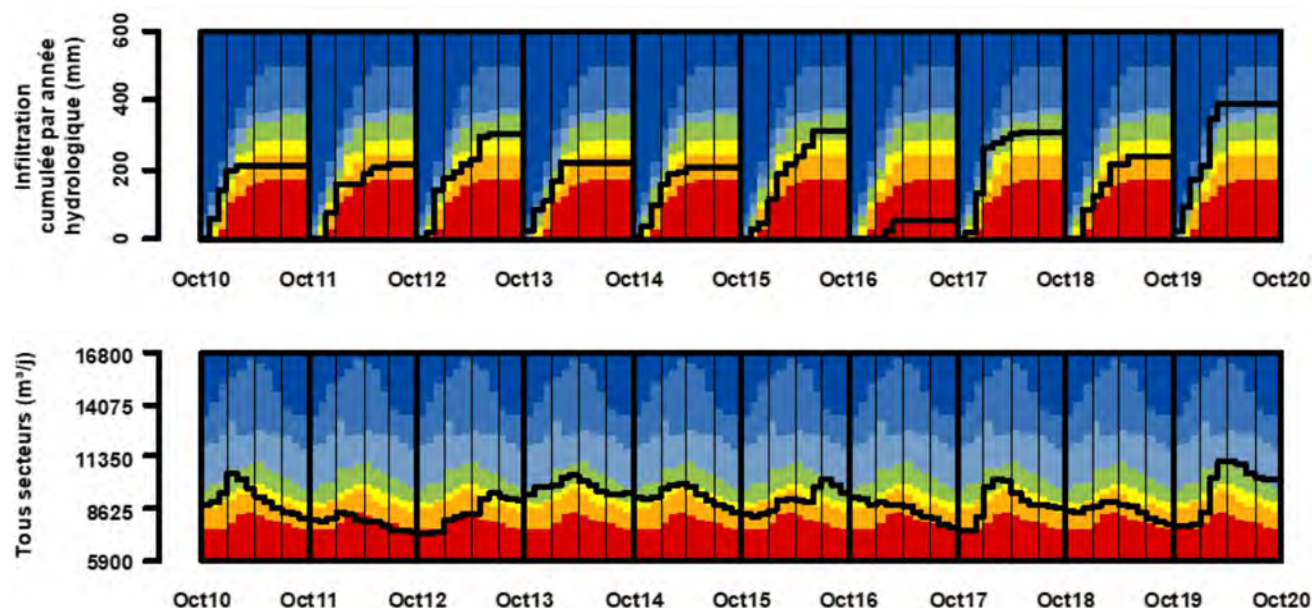 Infiltration
cumulée par année
hydrologique (mm)
600
400
200
0
Oct10 Oct11 Oct12 Oct13 Oct14 Oct15 Oct16 Oct17 Oct18 Oct19 Oct20
Tous secteurs (m³/j)
16800
14075
11350
8625
5900
Oct10 Oct11 Oct12 Oct13 Oct14 Oct15 Oct16 Oct17 Oct18 Oct19 Oct20